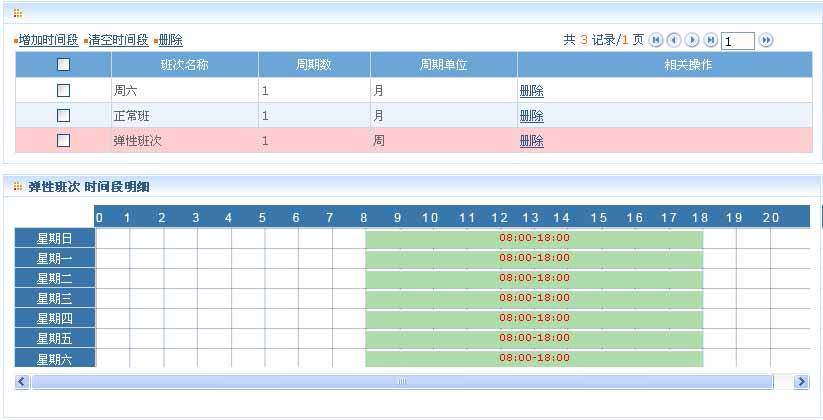 增加时间段 清空时间段 删除 共 3 记录/1 页 1
班次名称 周期数 周期单位 相关操作
周六 1 月 删除
正常班 1 月 删除
弹性班次 1 周 删除
弹性班次 时间段明细
0 1 2 3 4 5 6 7 8 9 10 11 12 13 14 15 16 17 18 19 20
星期日 08:00-18:00
星期一 08:00-18:00
星期二 08:00-18:00
星期三 08:00-18:00
星期四 08:00-18:00
星期五 08:00-18:00
星期六 08:00-18:00